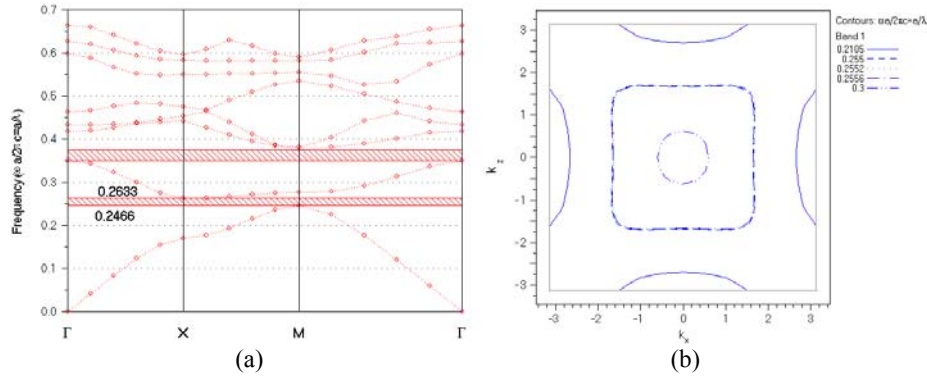 0.7
0.6
0.5
0.4
0.3
0.2
0.1
0.0
Frequency (ω a/2π c=a/λ)
0.2633
0.2466
Γ X M Γ
(a)
3
2
1
0
-1
-2
-3
k z
-3 -2 -1 0 1 2 3
k x
Contours: ωa/2πc=a/λ
Band 1
0.2105
0.255
0.2552
0.2556
0.3
(b)